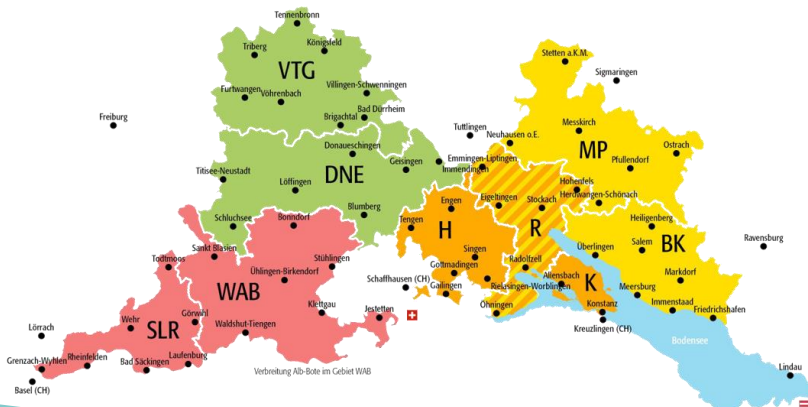 Tennenbronn
Triberg
Königsfeld
VTG
Stetten a.K.M.
Sigmaringen
Furtwangen
Vöhrenbach
Villingen-Schwenningen
Freiburg
Brigachtal
Bad Dürrheim
Tuttlingen
Neuhausen o.E.
Messkirch
MP
Ostrach
Pfullendorf
Donaueschingen
Geisingen
Immendingen
Emmingen-Liptingen
Titisee-Neustadt
Löffingen
DNE
Hohenfels
Herdwangen-Schönach
Eigeltingen
Stockach
Engen
Blumberg
Schluchsee
Bonndorf
Tengen
H
R
Heiligenberg
Salem
BK
Überlingen
Ravensburg
Sankt Blasien
Todtmoos
Stühlingen
Singen
Radolfzell
Gottmadingen
Ühlingen-Birkendorf
Schaffhausen (CH)
Gailingen
Rielasingen-Worblingen
Allensbach
K
Markdorf
Meersburg
WAB
Klettgau
Jestetten
Öhningen
Konstanz
Immenstaad
Friedrichshafen
Kreuzlingen (CH)
Wehr
Görwihl
SLR
Waldshut-Tiengen
Lörrach
Bodensee
Grenzach-Wyhlen
Rheinfelden
Bad Säckingen
Laufenburg
Verbreitung Alb-Bote im Gebiet WAB
Lindau
Basel (CH)